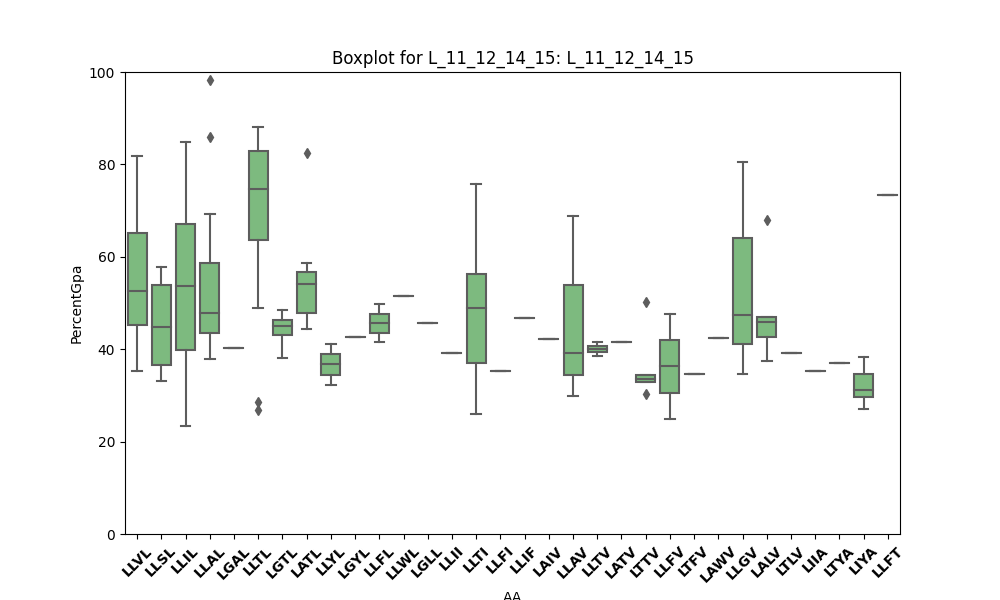 Boxplot for L_11_12_14_15: L_11_12_14_15
100
80
60
40
20
0
PercentGpa
LLVL LLSL LLIL LLAL LGAL LLTL LGTL LATL LLYL LGYL LLFL LLWL LGLL LLII LLTI LLFI LLIF LAIV LLAV LLTV LATV LTTV LLFV LTFV LAWV LLGV LALV LTLV LIIA LTYA LIYA LLFT
AA